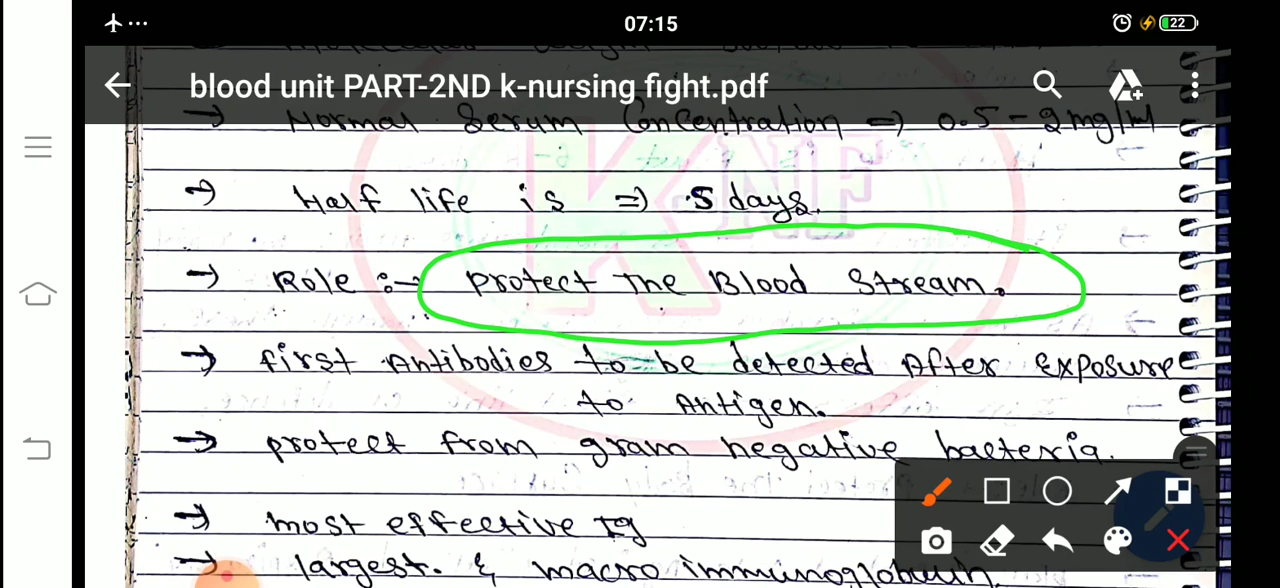 07:15
22
blood unit PART-2ND k-nursing fight.pdf
→ Normal Serum Concentration => 0.5-2mg/ml
→ Half life is => 5 days.
→ Role :→ Protect The Blood Stream.
→ first Antibodies to be detected After Exposure
to Antigen.
→ protect from gram negative bacteria.
→ most effective Ig
→ largest. & macro immunoglobulin.
KNF